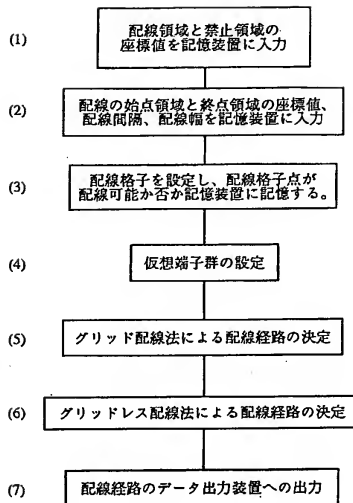 (1)
配線領域と禁止領域の
座標値を記憶装置に入力
(2)
配線の始点領域と終点領域の座標値、
配線間隔、配線幅を記憶装置に入力
(3)
配線格子を設定し、配線格子点が
配線可能か否か記憶装置に記憶する。
(4)
仮想端子群の設定
(5)
グリッド配線法による配線経路の決定
(6)
グリッドレス配線法による配線経路の決定
(7)
配線経路のデータ出力装置への出力